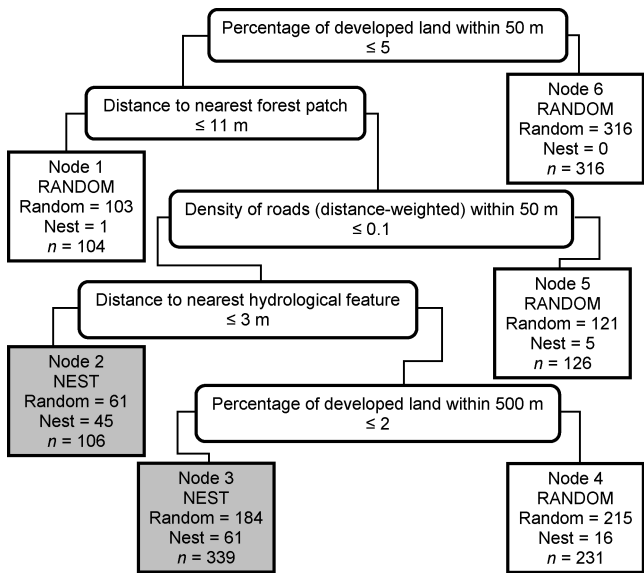 Percentage of developed land within 50 m
≤ 5
Node 6
RANDOM
Random = 316
Nest = 0
n = 316
Distance to nearest forest patch
≤ 11 m
Node 1
RANDOM
Random = 103
Nest = 1
n = 104
Density of roads (distance-weighted) within 50 m
≤ 0.1
Node 5
RANDOM
Random = 121
Nest = 5
n = 126
Distance to nearest hydrological feature
≤ 3 m
Node 2
NEST
Random = 61
Nest = 45
n = 106
Percentage of developed land within 500 m
≤ 2
Node 3
NEST
Random = 184
Nest = 61
n = 339
Node 4
RANDOM
Random = 215
Nest = 16
n = 231